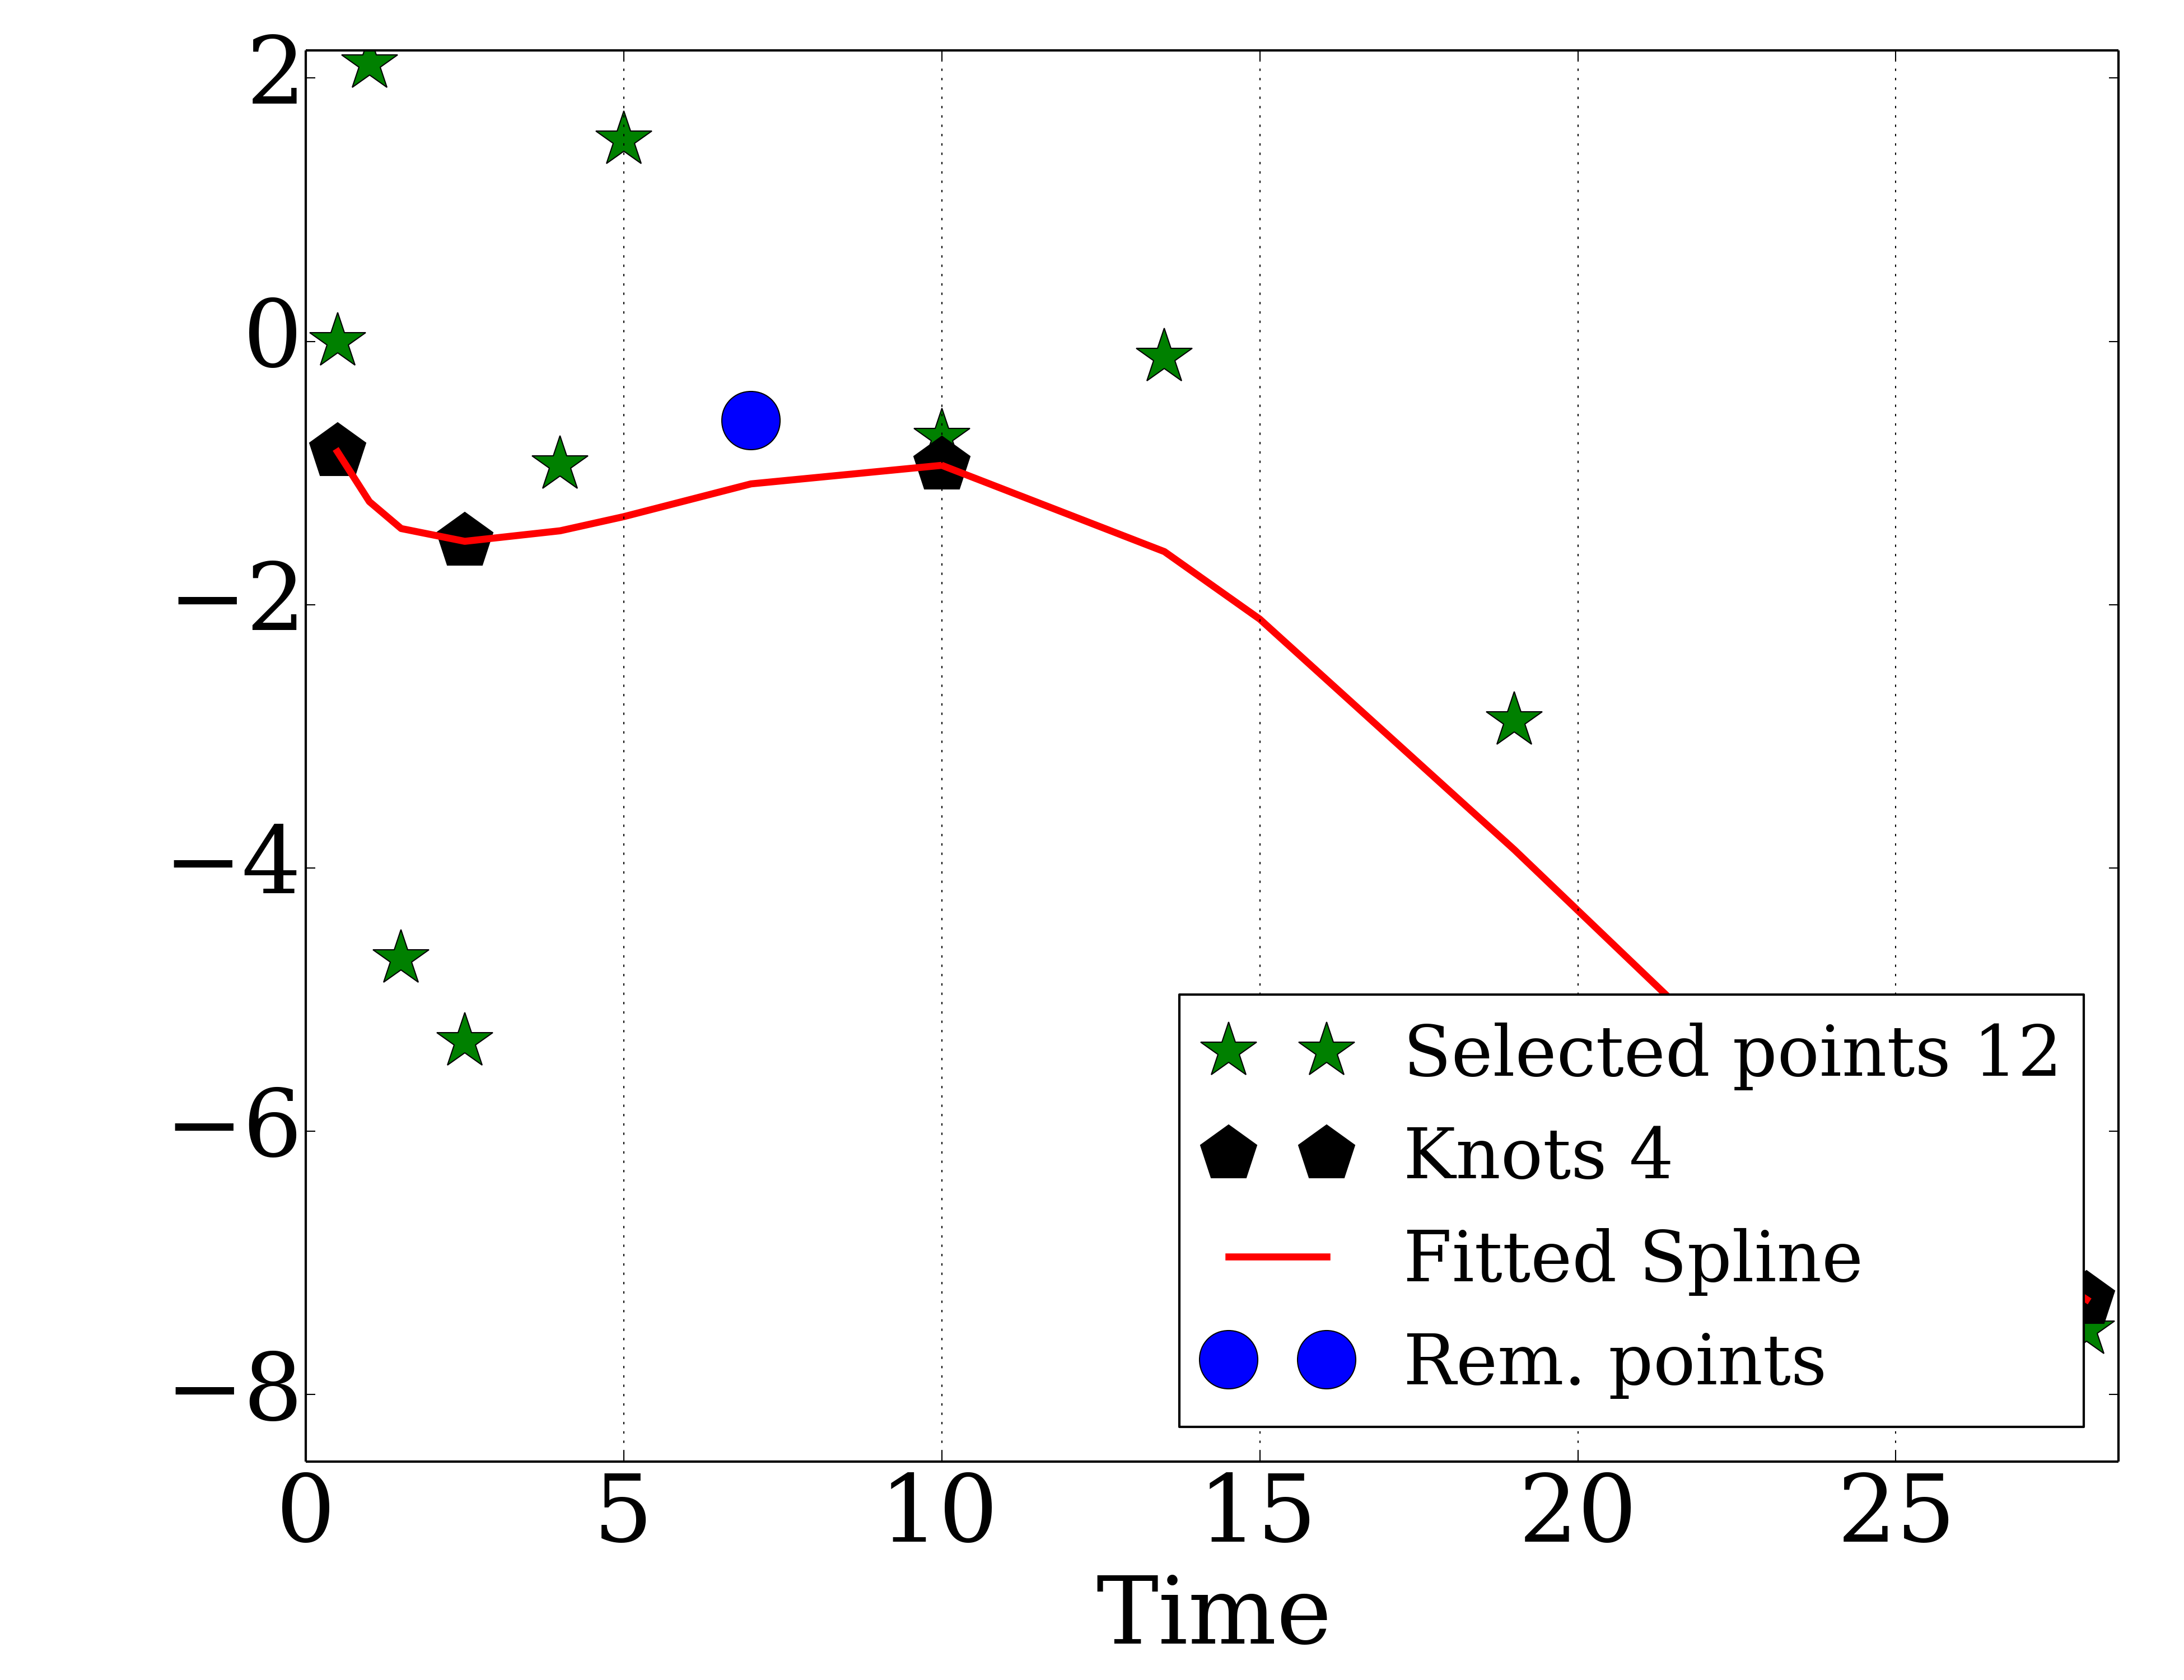 2
0
−2
−4
−6
−8
Selected points 12
Knots 4
Fitted Spline
Rem. points
0 5 10 15 20 25
Time